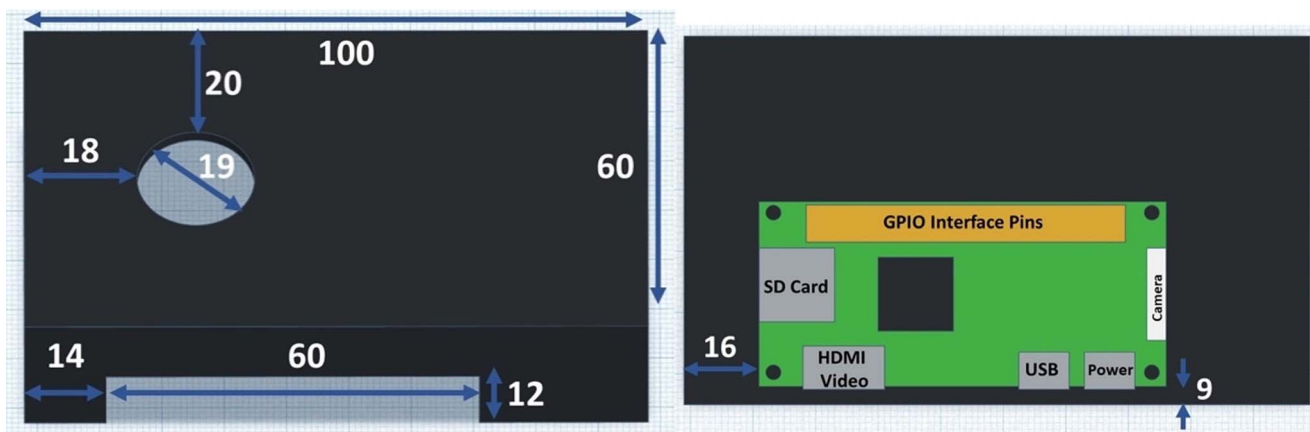 100
20
18
19
60
14
60
12
GPIO Interface Pins
SD Card
Camera
HDMI
Video
USB
Power
16
9